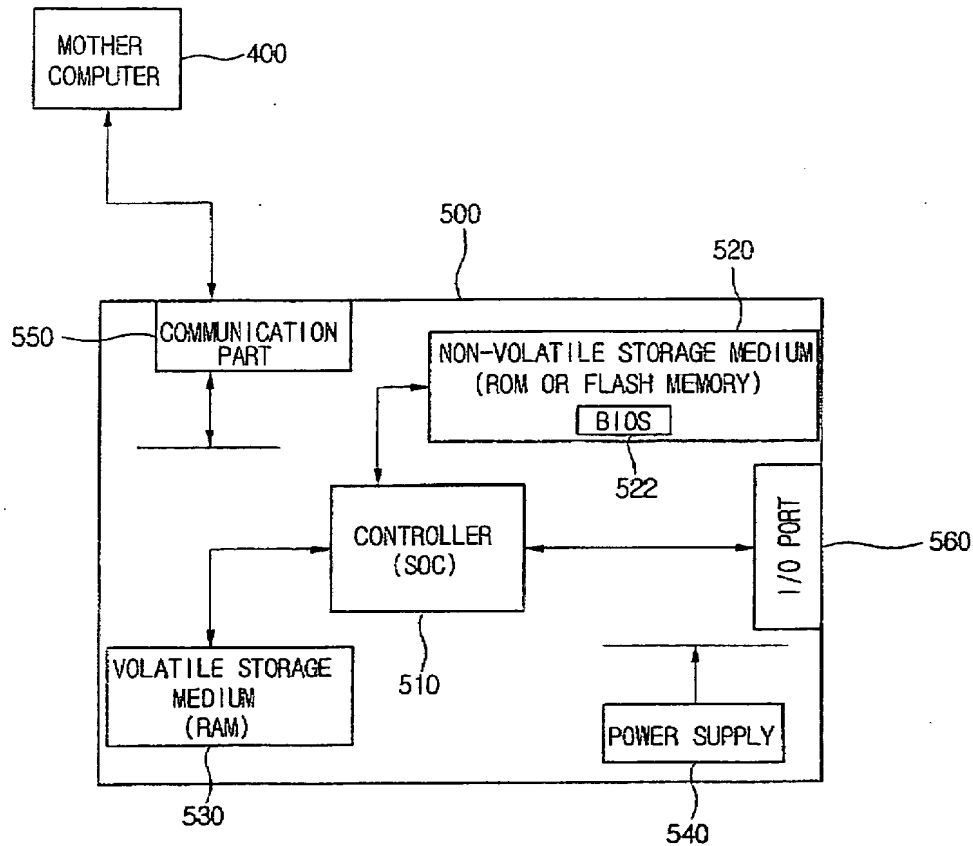 MOTHER
COMPUTER
400
500
520
550
COMMUNICATION
PART
NON-VOLATILE STORAGE MEDIUM
(ROM OR FLASH MEMORY)
BIOS
522
CONTROLLER
(SOC)
510
I/O PORT
560
VOLATILE STORAGE
MEDIUM
(RAM)
530
POWER SUPPLY
540